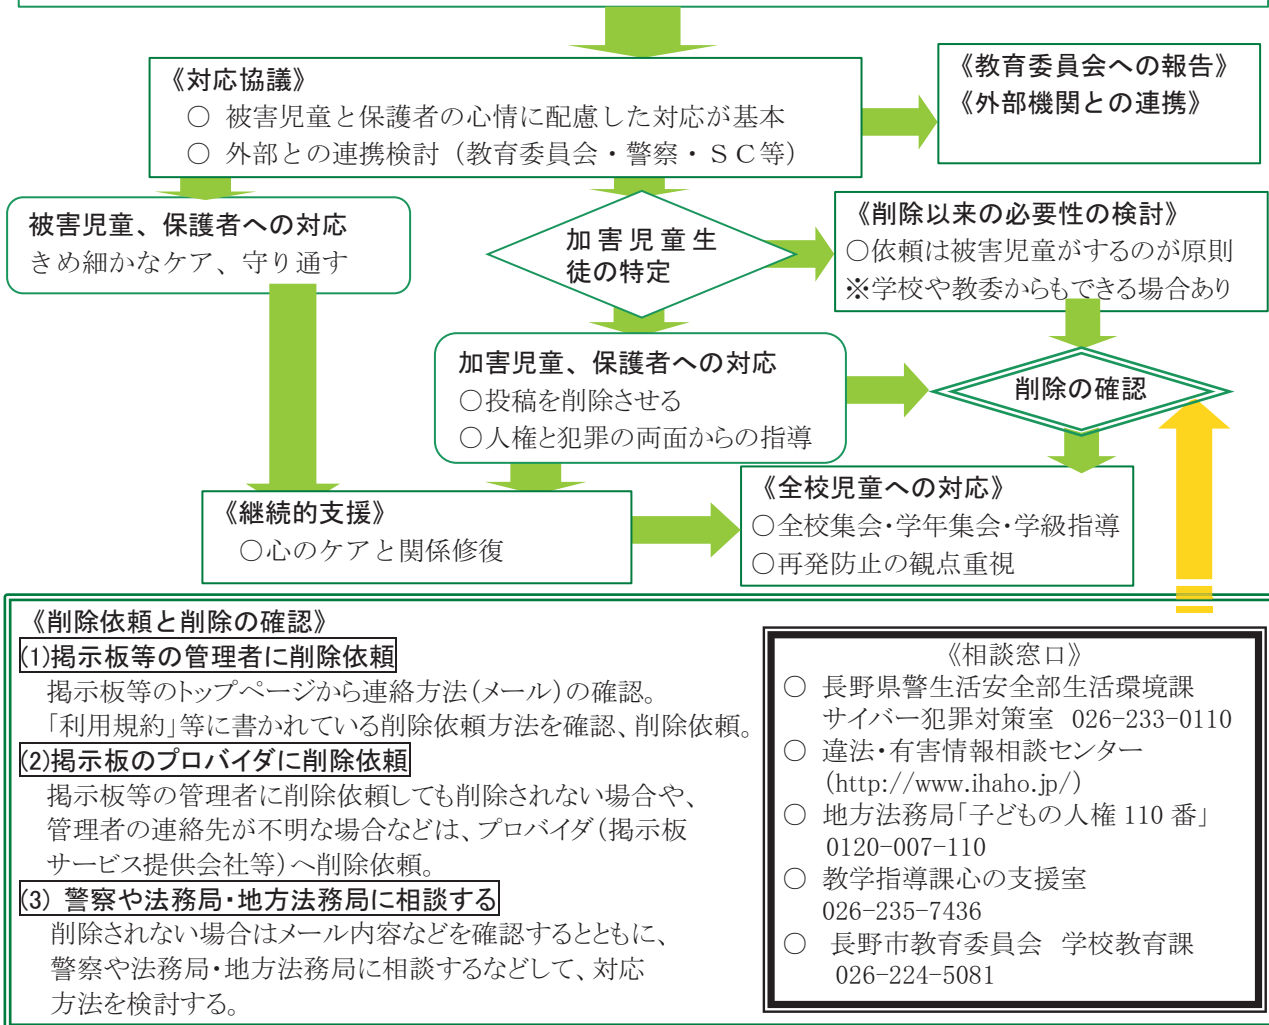 《対応協議》
○ 被害児童と保護者の心情に配慮した対応が基本
○ 外部との連携検討（教育委員会・警察・ＳＣ等）
《教育委員会への報告》
《外部機関との連携》
被害児童、保護者への対応
きめ細かなケア、守り通す
加害児童生
徒の特定
《削除以来の必要性の検討》
○依頼は被害児童がするのが原則
※学校や教委からもできる場合あり
加害児童、保護者への対応
○投稿を削除させる
○人権と犯罪の両面からの指導
削除の確認
《継続的支援》
○心のケアと関係修復
《全校児童への対応》
○全校集会・学年集会・学級指導
○再発防止の観点重視
《削除依頼と削除の確認》
(1)掲示板等の管理者に削除依頼
掲示板等のトップページから連絡方法（メール）の確認。
「利用規約」等に書かれている削除依頼方法を確認、削除依頼。
(2)掲示板のプロバイダに削除依頼
掲示板等の管理者に削除依頼しても削除されない場合や、
管理者の連絡先が不明な場合などは、プロバイダ（掲示板
サービス提供会社等）へ削除依頼。
(3) 警察や法務局・地方法務局に相談する
削除されない場合はメール内容などを確認するとともに、
警察や法務局・地方法務局に相談するなどして、対応
方法を検討する。
《相談窓口》
○ 長野県警生活安全部生活環境課
サイバー犯罪対策室 026-233-0110
○ 違法・有害情報相談センター
(http://www.ihaho.jp/)
○ 地方法務局「子どもの人権 110 番」
0120-007-110
○ 教学指導課心の支援室
026-235-7436
○ 長野市教育委員会 学校教育課
026-224-5081